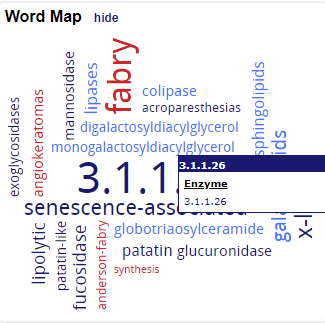 Word Map hide
fabry
mannosidase
lipases
colipase
acroparesthesias
exoglycosidases
angiokeratomas
digalactosyldiacylglycerol
monogalactosyldiacylglycerol
sphingolipids
3.1.1.26
Enzyme
3.1.1.26
3.1.1.
senescence-associated
lipolytic
patatin-like
fucosidase
anderson-fabry
globotriaosylceramide
patatin glucuronidase
synthesis